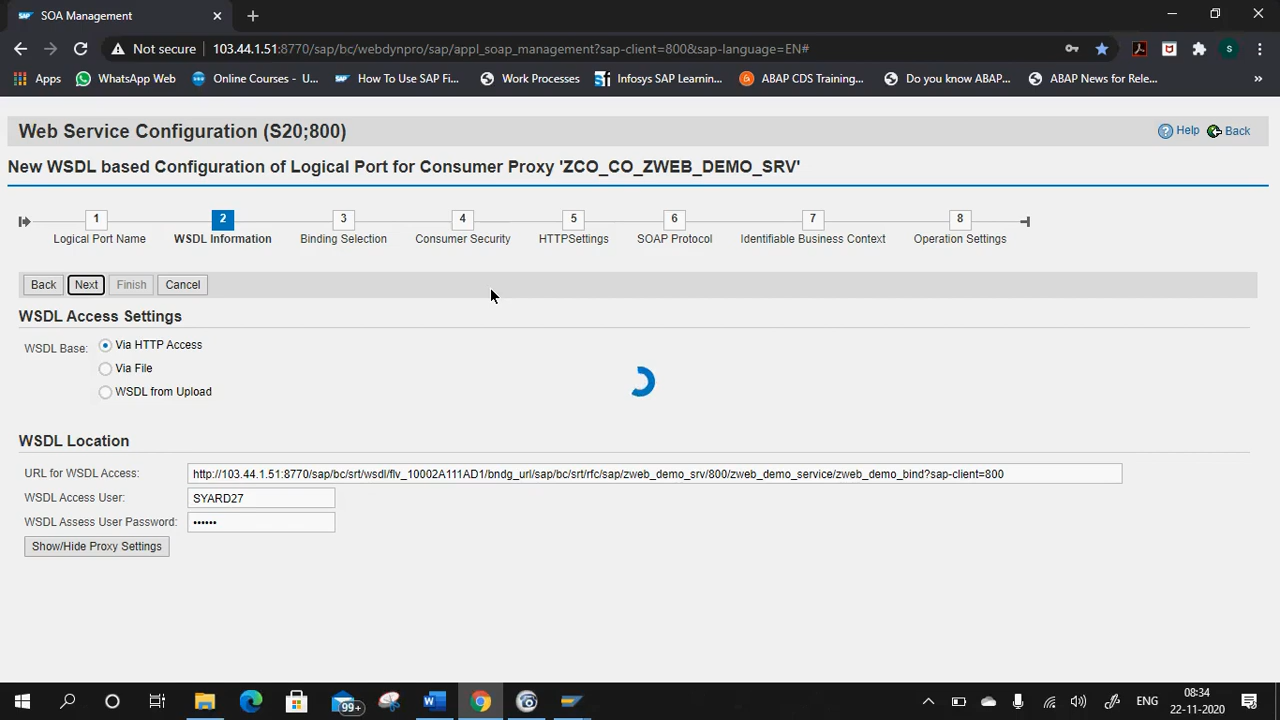 SOA Management
Not secure
103.44.1.51:8770/sap/bc/webdynpro/sap/appl_soap_management?sap-client=800&sap-language=EN#
S
Apps
WhatsApp Web
Online Courses - U...
How To Use SAP Fi...
Work Processes
Infosys SAP Learnin...
ABAP CDS Training...
Do you know ABAP...
ABAP News for Rele...
»
Web Service Configuration (S20;800)
Help
Back
New WSDL based Configuration of Logical Port for Consumer Proxy 'ZCO_CO_ZWEB_DEMO_SRV'
1 2 3 4 5 6 7 8
Logical Port Name WSDL Information Binding Selection Consumer Security HTTPSettings SOAP Protocol Identifiable Business Context Operation Settings
Back Next Finish Cancel
WSDL Access Settings
WSDL Base: Via HTTP Access
Via File
WSDL from Upload
WSDL Location
URL for WSDL Access: http://103.44.1.51:8770/sap/bc/srt/wsdl/flv_10002A111AD1/bndg_url/sap/bc/srt/rfc/sap/zweb_demo_srv/800/zweb_demo_service/zweb_demo_bind?sap-client=800
WSDL Access User: SYARD27
WSDL Assess User Password: ••••••
Show/Hide Proxy Settings
99+
ENG
08:34
22-11-2020